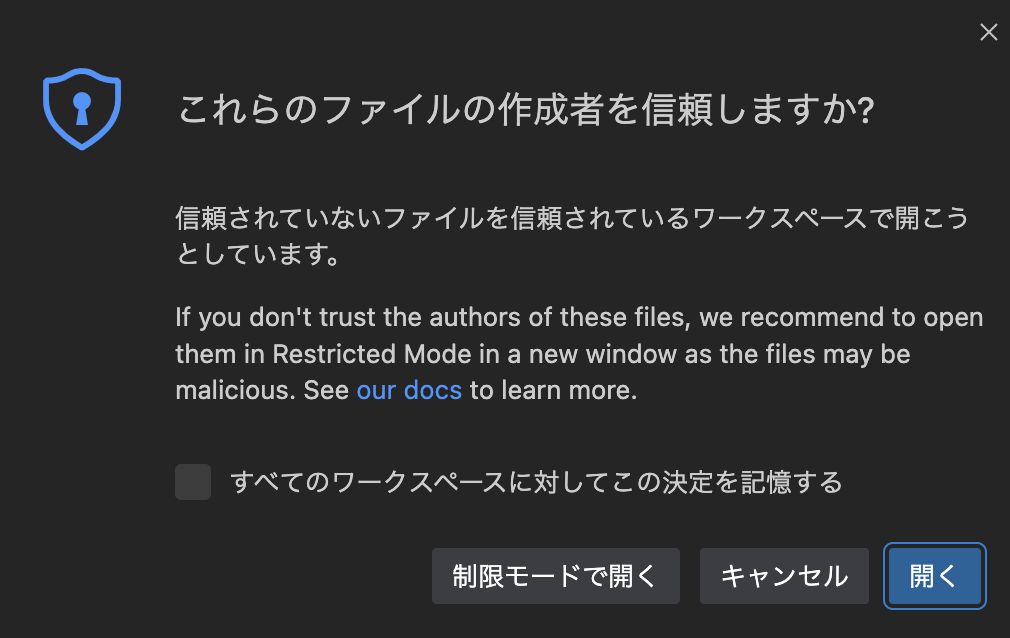 これらのファイルの作成者を信頼しますか?
信頼されていないファイルを信頼されているワークスペースで開こう
としています。
If you don't trust the authors of these files, we recommend to open
them in Restricted Mode in a new window as the files may be
malicious. See our docs to learn more.
すべてのワークスペースに対してこの決定を記憶する
制限モードで開く キャンセル 開く